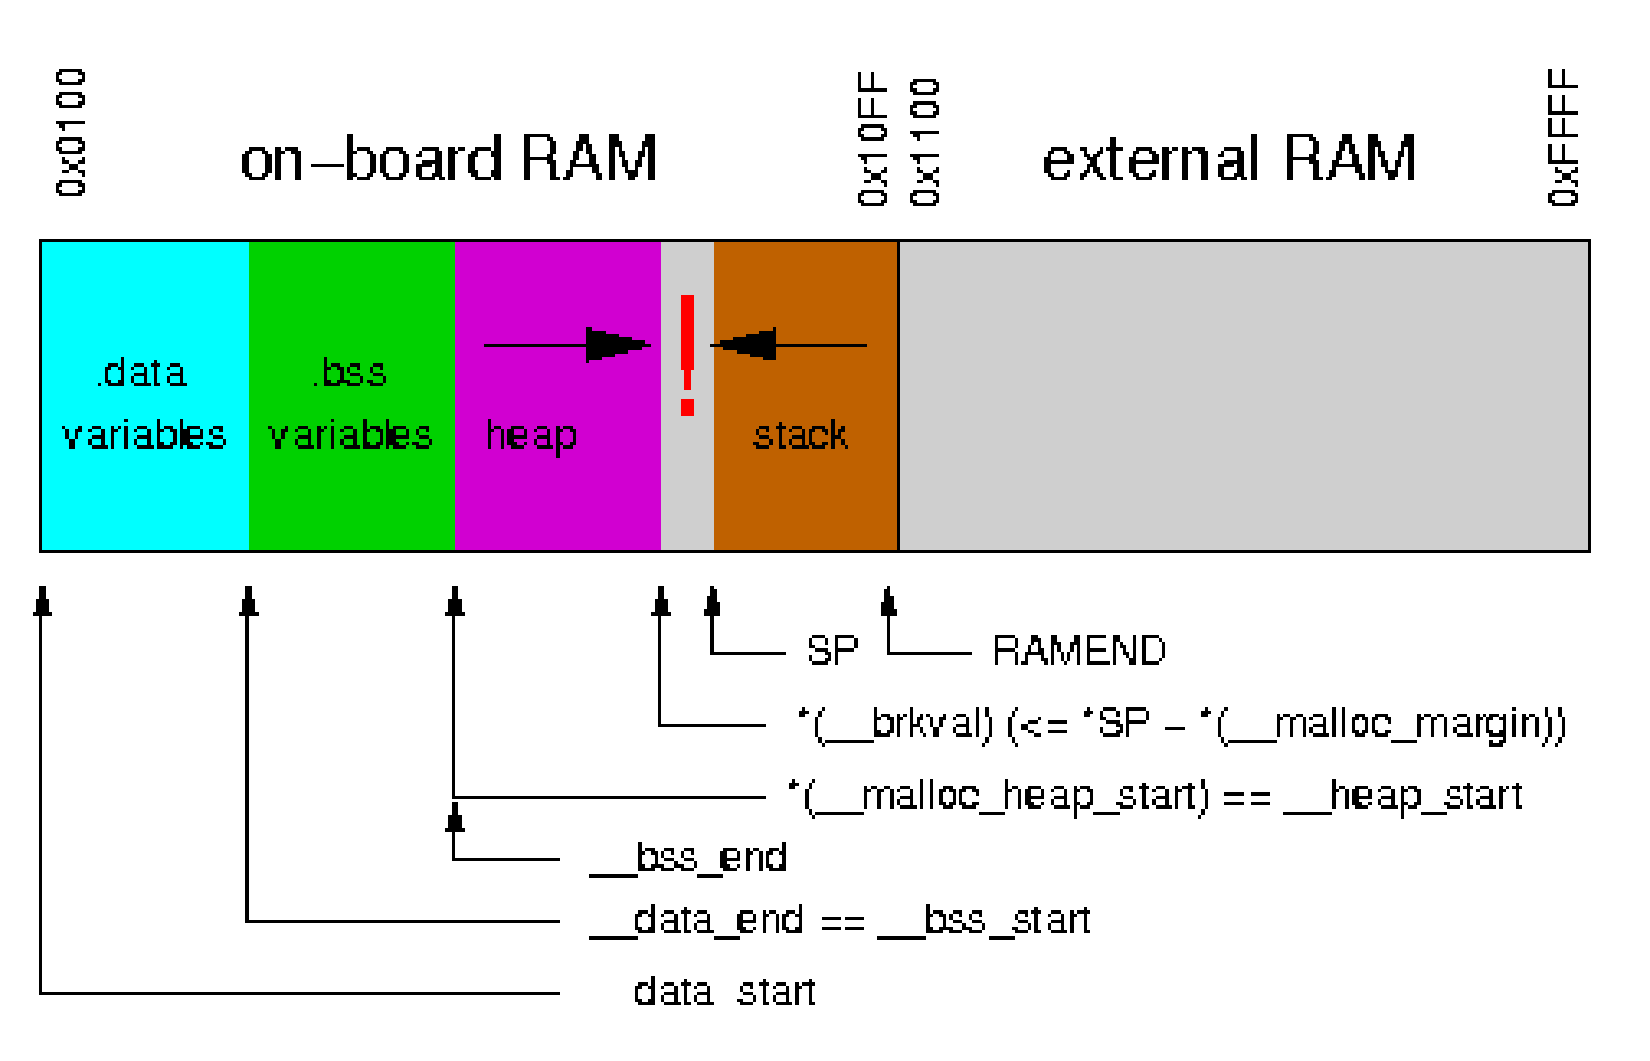 0x0100
on-board RAM
0x10FF
0x1100
external RAM
0xFFFF
.data
variables
.bss
variables
heap
!
stack
SP
RAMEND
*(__brkval) (<= *SP - *(__malloc_margin))
*(__malloc_heap_start) == __heap_start
__bss_end
__data_end == __bss_start
data start